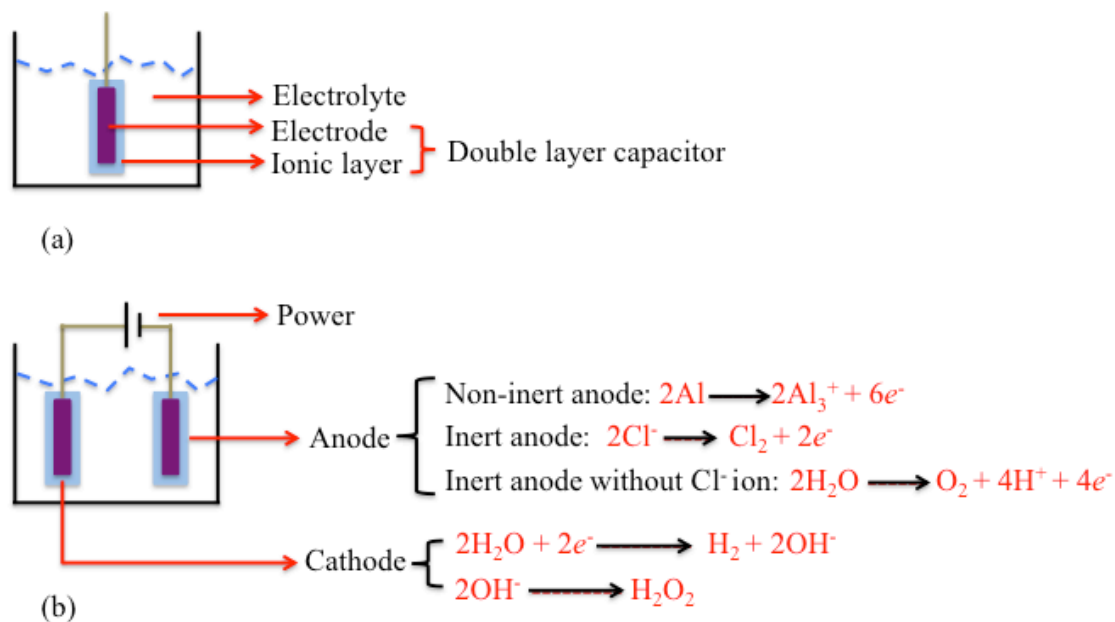 Electrolyte
Electrode
Ionic layer
Double layer capacitor
(a)
Power
Anode
Non-inert anode: 2Al ⟶ 2Al₃⁺ + 6e⁻
Inert anode: 2Cl⁻ ⟶ Cl₂ + 2e⁻
Inert anode without Cl⁻ ion: 2H₂O ⟶ O₂ + 4H⁺ + 4e⁻
Cathode
2H₂O + 2e⁻ ⟶ H₂ + 2OH⁻
2OH⁻ ⟶ H₂O₂
(b)